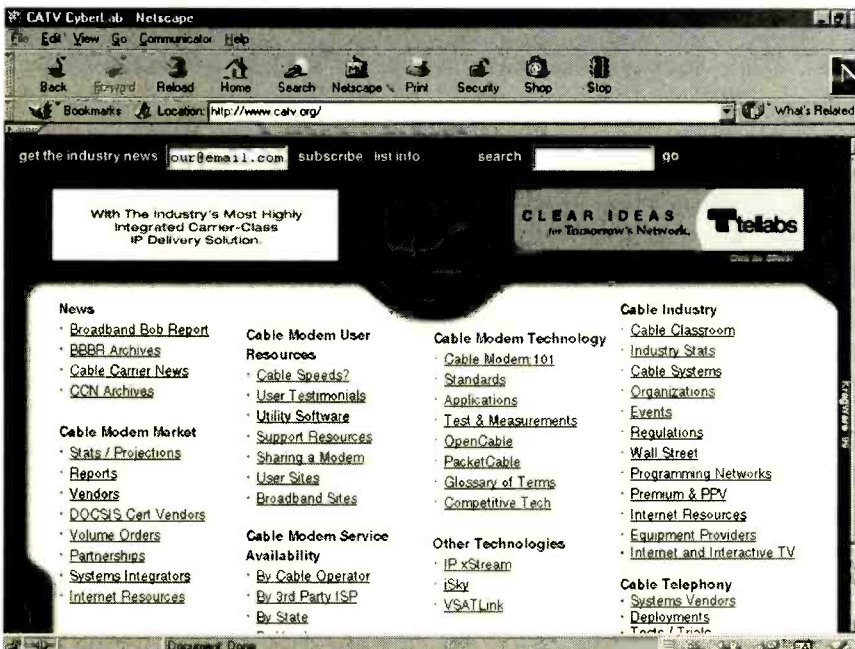 CATV CyberLab - Netscape
File Edit View Go Communicator Help
Back Forward Reload Home Search Netscape Print Security Shop Stop
Bookmarks Location: http://www.catv.org/ What's Related
get the industry news our@email.com subscribe list info search go
With The Industry's Most Highly
Integrated Carrier-Class
IP Delivery Solution.
CLEAR IDEAS
for Tomorrow's Network.
tellabs
News
· Broadband Bob Report
· BBBR Archives
· Cable Carrier News
· CCN Archives
Cable Modem Market
· Stats / Projections
· Reports
· Vendors
· DOCSIS Cert Vendors
· Volume Orders
· Partnerships
· Systems Integrators
· Internet Resources
Cable Modem User
Resources
· Cable Speeds?
· User Testimonials
· Utility Software
· Support Resources
· Sharing a Modem
· User Sites
· Broadband Sites
Cable Modem Service
Availability
· By Cable Operator
· By 3rd Party ISP
· By State
Cable Modem Technology
· Cable Modem 101
· Standards
· Applications
· Test & Measurements
· OpenCable
· PacketCable
· Glossary of Terms
· Competitive Tech
Other Technologies
· IP xStream
· iSky
· VSATLink
Cable Industry
· Cable Classroom
· Industry Stats
· Cable Systems
· Organizations
· Events
· Regulations
· Wall Street
· Programming Networks
· Premium & PPV
· Internet Resources
· Equipment Providers
· Internet and Interactive TV
Cable Telephony
· Systems Vendors
· Deployments
· Tests / Trials
KragWare 99
Document Done